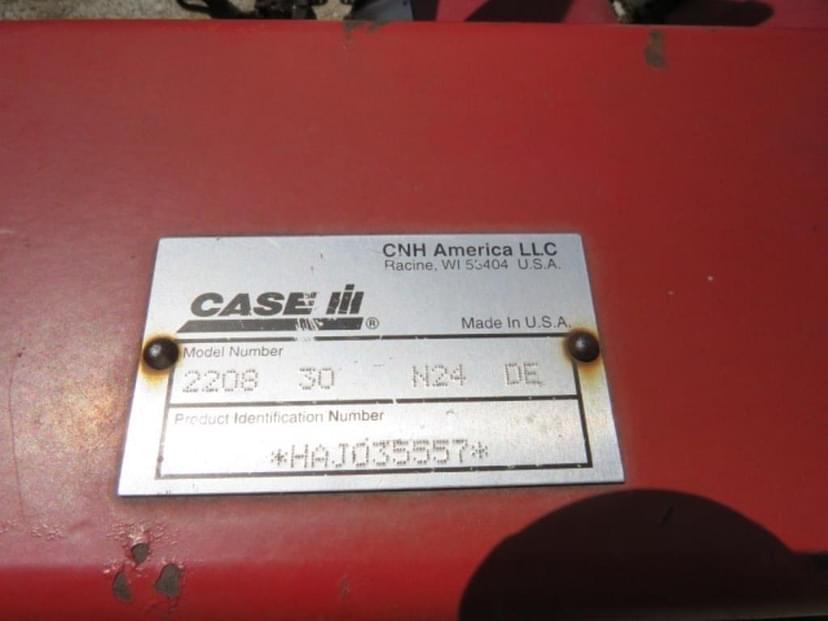 CNH America LLC
Racine, WI 53404 U.S.A.
CASE IH ®
Made In U.S.A.
Model Number
2208 30 N24 DE
Product Identification Number
*HAJ035557*